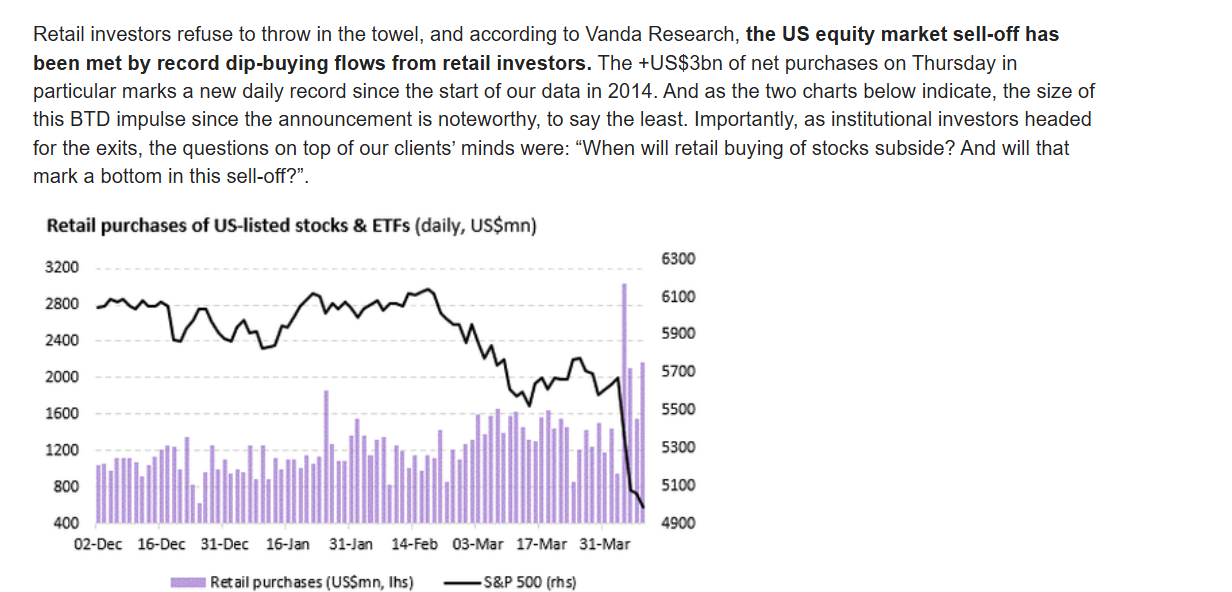 Retail investors refuse to throw in the towel, and according to Vanda Research, the US equity market sell-off has
been met by record dip-buying flows from retail investors. The +US$3bn of net purchases on Thursday in
particular marks a new daily record since the start of our data in 2014. And as the two charts below indicate, the size of
this BTD impulse since the announcement is noteworthy, to say the least. Importantly, as institutional investors headed
for the exits, the questions on top of our clients’ minds were: “When will retail buying of stocks subside? And will that
mark a bottom in this sell-off?”.
Retail purchases of US-listed stocks & ETFs (daily, US$mn)
3200
2800
2400
2000
1600
1200
800
400
6300
6100
5900
5700
5500
5300
5100
4900
02-Dec 16-Dec 31-Dec 16-Jan 31-Jan 14-Feb 03-Mar 17-Mar 31-Mar
Retail purchases (US$mn, lhs) S&P 500 (rhs)